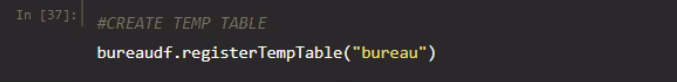 In [37]:
#CREATE TEMP TABLE
bureaudf.registerTempTable("bureau")